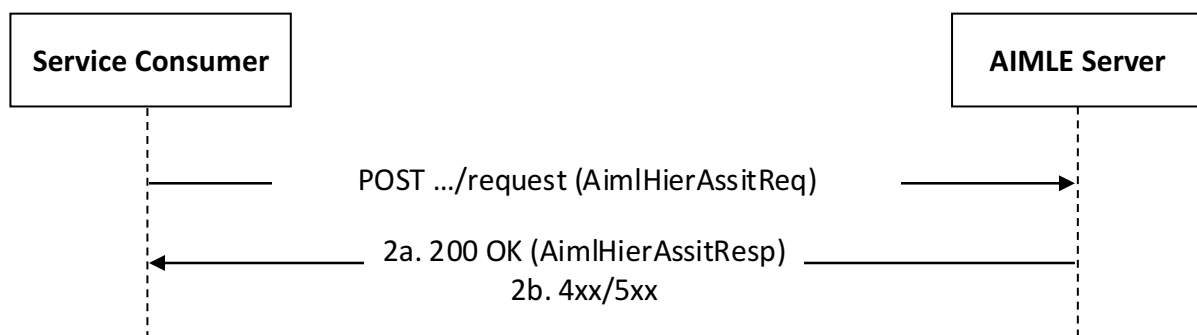 Service Consumer
AIMLE Server
POST .../request (AimlHierAssitReq)
2a. 200 OK (AimlHierAssitResp)
2b. 4xx/5xx